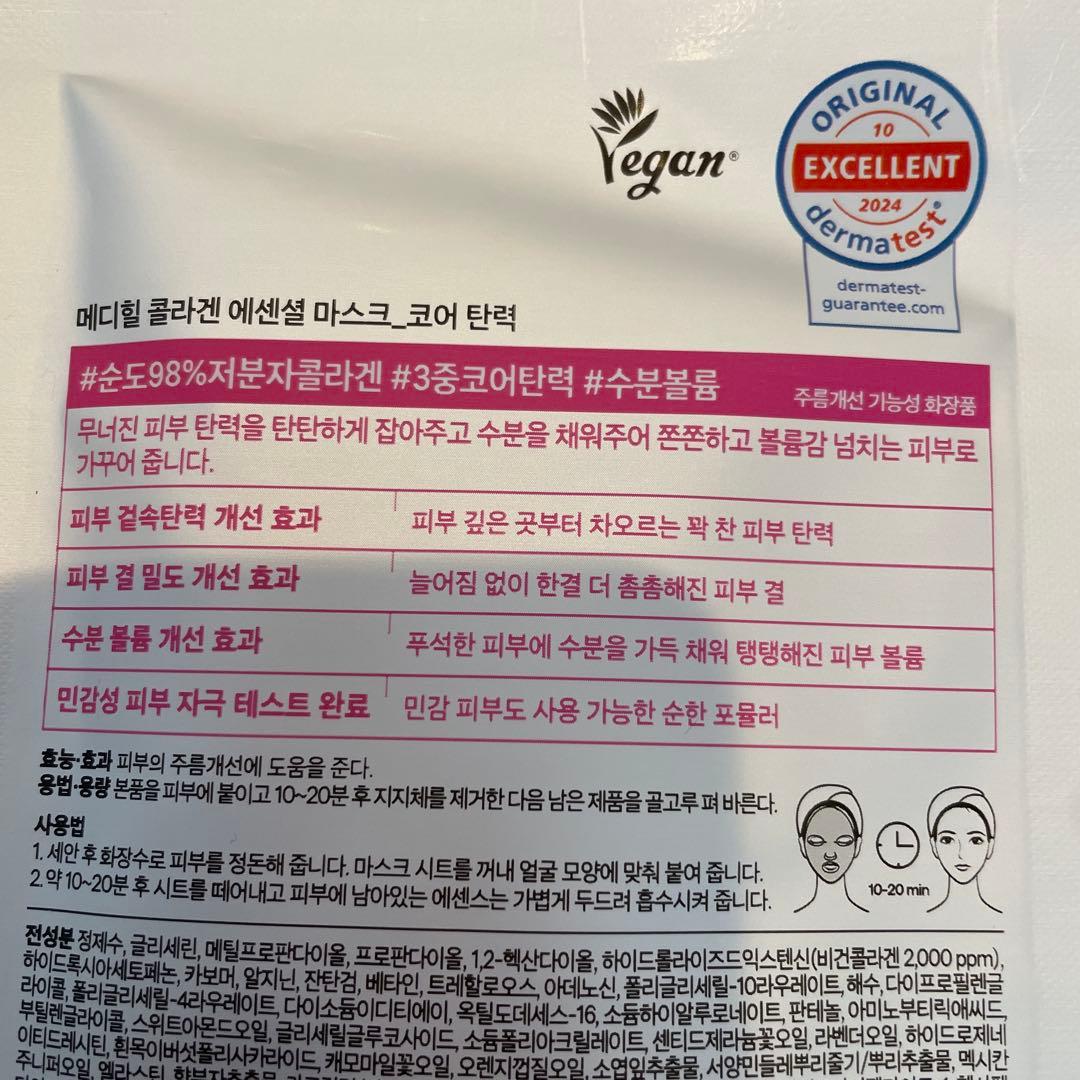 Vegan®
ORIGINAL
10
EXCELLENT
2024
dermatest®
dermatest-
guarantee.com
메디힐 콜라겐 에센셜 마스크_코어 탄력
#순도98%저분자콜라겐 #3중코어탄력 #수분볼륨 주름개선 기능성 화장품
무너진 피부 탄력을 탄탄하게 잡아주고 수분을 채워주어 쫀쫀하고 볼륨감 넘치는 피부로
가꾸어 줍니다.
피부 겉속탄력 개선 효과 피부 깊은 곳부터 차오르는 꽉 찬 피부 탄력
피부 결 밀도 개선 효과 늘어짐 없이 한결 더 촘촘해진 피부 결
수분 볼륨 개선 효과 푸석한 피부에 수분을 가득 채워 탱탱해진 피부 볼륨
민감성 피부 자극 테스트 완료 민감 피부도 사용 가능한 순한 포뮬러
효능·효과 피부의 주름개선에 도움을 준다.
용법·용량 본품을 피부에 붙이고 10~20분 후 지지체를 제거한 다음 남은 제품을 골고루 펴 바른다.
사용법
1. 세안 후 화장수로 피부를 정돈해 줍니다. 마스크 시트를 꺼내 얼굴 모양에 맞춰 붙여 줍니다.
2. 약 10~20분 후 시트를 떼어내고 피부에 남아있는 에센스는 가볍게 두드려 흡수시켜 줍니다.
10-20 min
전성분 정제수, 글리세린, 메틸프로판다이올, 프로판다이올, 1,2-헥산다이올, 하이드롤라이즈드익스텐신(비건콜라겐 2,000 ppm),
하이드록시아세토페논, 카보머, 알지닌, 잔탄검, 베타인, 트레할로오스, 아데노신, 폴리글리세릴-10라우레이트, 해수, 다이프로필렌글
라이콜, 폴리글리세릴-4라우레이트, 다이소듐이디티에이, 옥틸도데세스-16, 소듐하이알루로네이트, 판테놀, 아미노부티릭애씨드,
부틸렌글라이콜, 스위트아몬드오일, 글리세릴글루코사이드, 소듐폴리아크릴레이트, 센티드제라늄꽃오일, 라벤더오일, 하이드로제네
이티드레시틴, 흰목이버섯폴리사카라이드, 캐모마일꽃오일, 오렌지껍질오일, 소엽잎추출물, 서양민들레뿌리줄기/뿌리추출물, 멕시칸
주니퍼오일, 엘라스틴, 향부자추출물